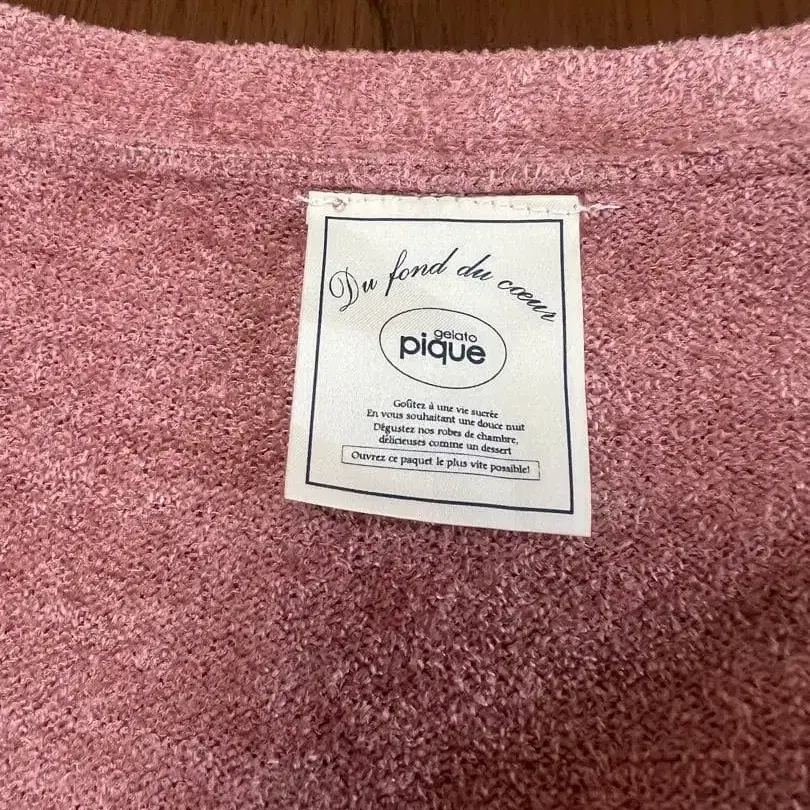 Du fond du cœur
gelato
pique
Goûtez à une vie sucrée
En vous souhaitant une douce nuit
Dégustez nos robes de chambre,
délicieuses comme un dessert
Ouvrez ce paquet le plus vite possible!